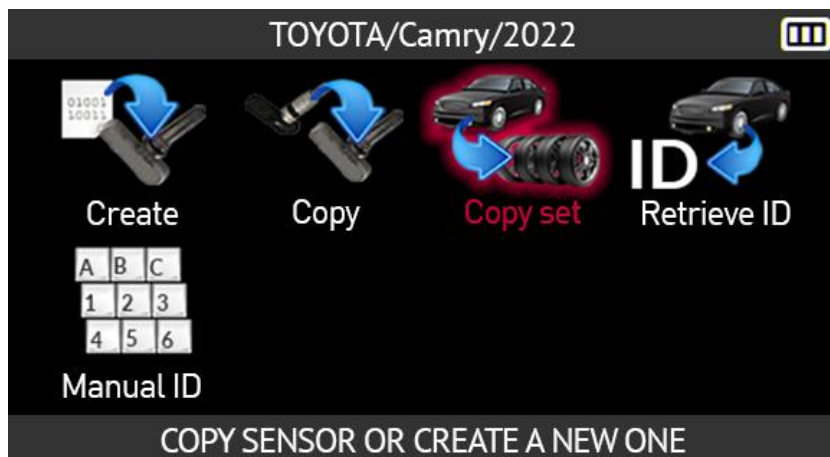 TOYOTA/Camry/2022
01001
10011
Create
Copy
Copy set
ID
Retrieve ID
A B C
1 2 3
4 5 6
Manual ID
COPY SENSOR OR CREATE A NEW ONE